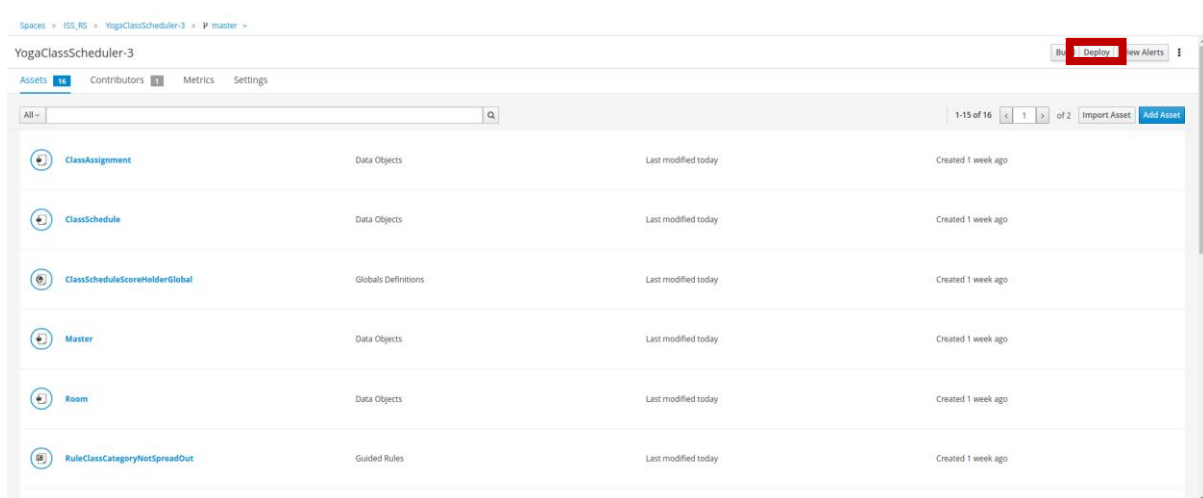 Spaces » ISS_RS » YogaClassScheduler-3 » master
YogaClassScheduler-3
Deploy
Assets 16 Contributors 1 Metrics Settings
All 1-15 of 16 < 1 > of 2 Import Asset Add Asset
ClassAssignment Data Objects Last modified today Created 1 week ago
ClassSchedule Data Objects Last modified today Created 1 week ago
ClassScheduleScoreHolderGlobal Globals Definitions Last modified today Created 1 week ago
Master Data Objects Last modified today Created 1 week ago
Room Data Objects Last modified today Created 1 week ago
RuleClassCategoryNotSpreadOut Guided Rules Last modified today Created 1 week ago